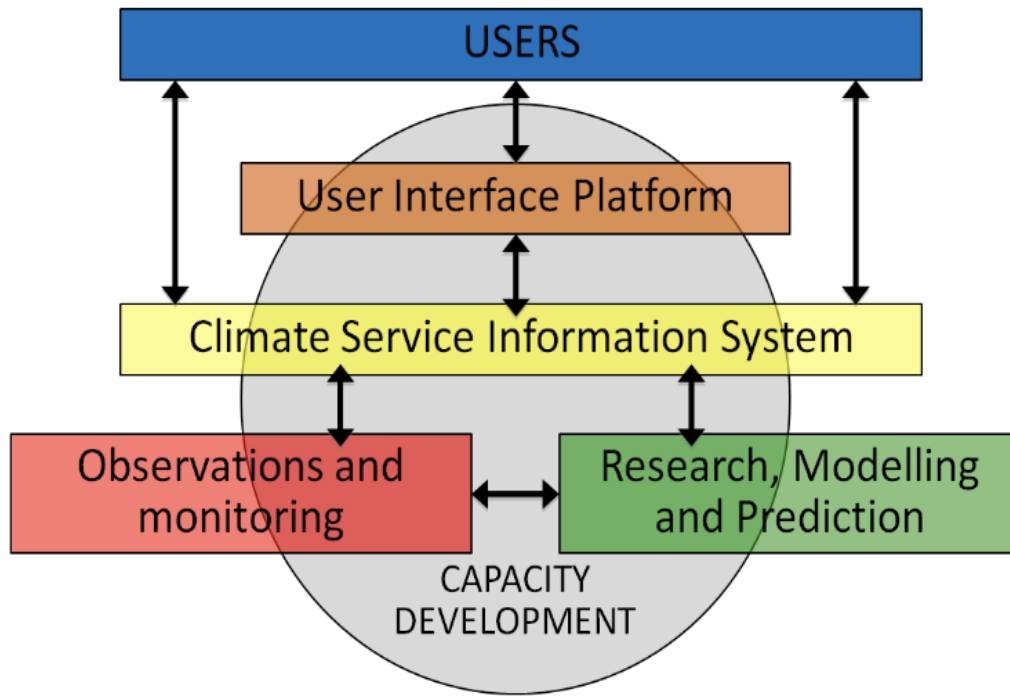 USERS
User Interface Platform
Climate Service Information System
Observations and
monitoring
Research, Modelling
and Prediction
CAPACITY
DEVELOPMENT